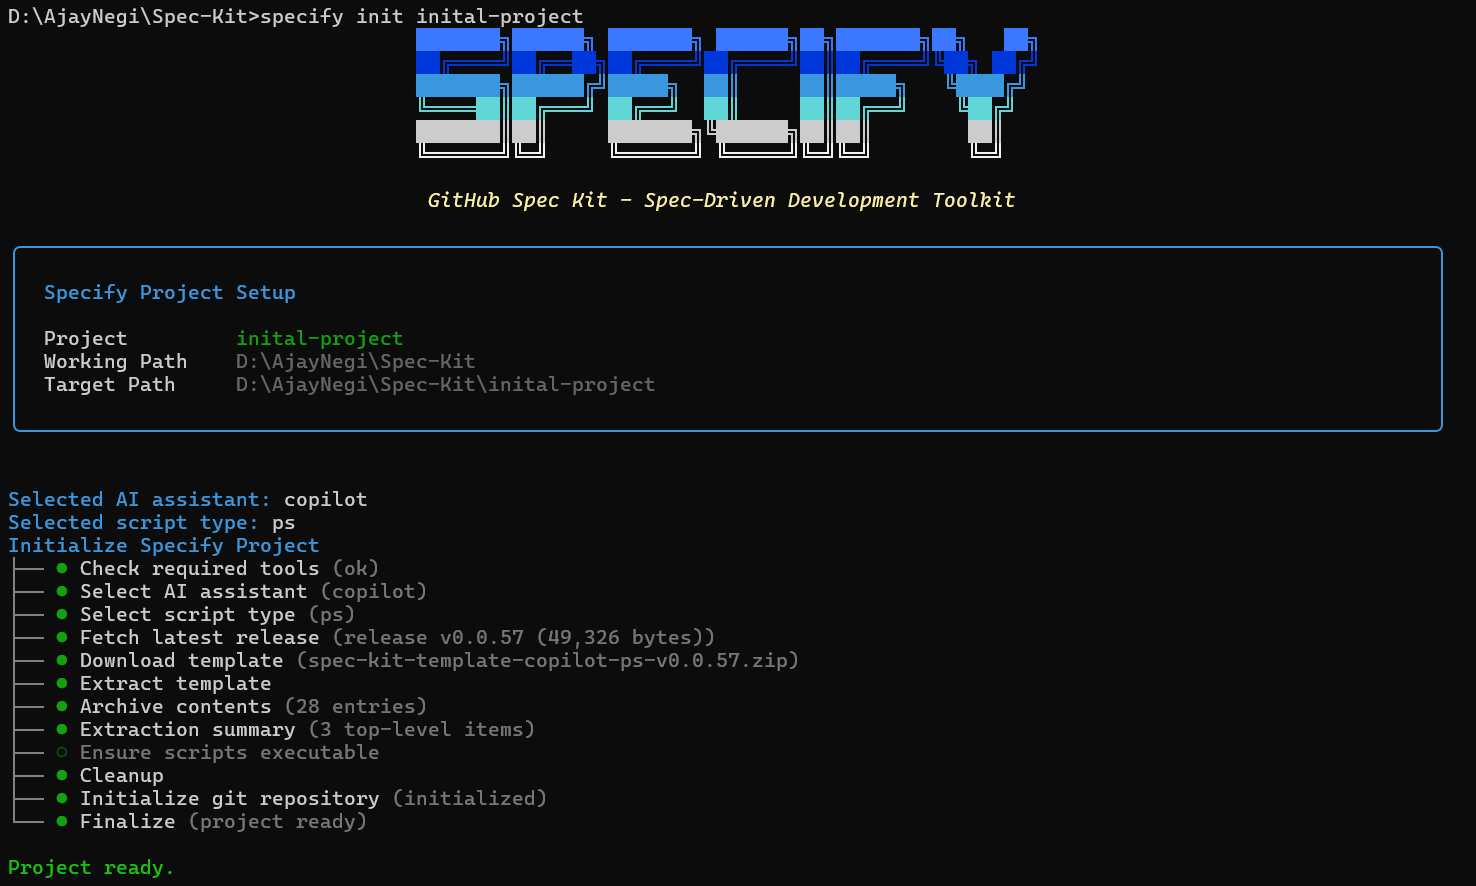 D:\AjayNegi\Spec-Kit>specify init inital-project
SPECIFY
GitHub Spec Kit - Spec-Driven Development Toolkit
Specify Project Setup
Project inital-project
Working Path D:\AjayNegi\Spec-Kit
Target Path D:\AjayNegi\Spec-Kit\inital-project
Selected AI assistant: copilot
Selected script type: ps
Initialize Specify Project
├── ● Check required tools (ok)
├── ● Select AI assistant (copilot)
├── ● Select script type (ps)
├── ● Fetch latest release (release v0.0.57 (49,326 bytes))
├── ● Download template (spec-kit-template-copilot-ps-v0.0.57.zip)
├── ● Extract template
├── ● Archive contents (28 entries)
├── ● Extraction summary (3 top-level items)
├── ○ Ensure scripts executable
├── ● Cleanup
├── ● Initialize git repository (initialized)
└── ● Finalize (project ready)
Project ready.